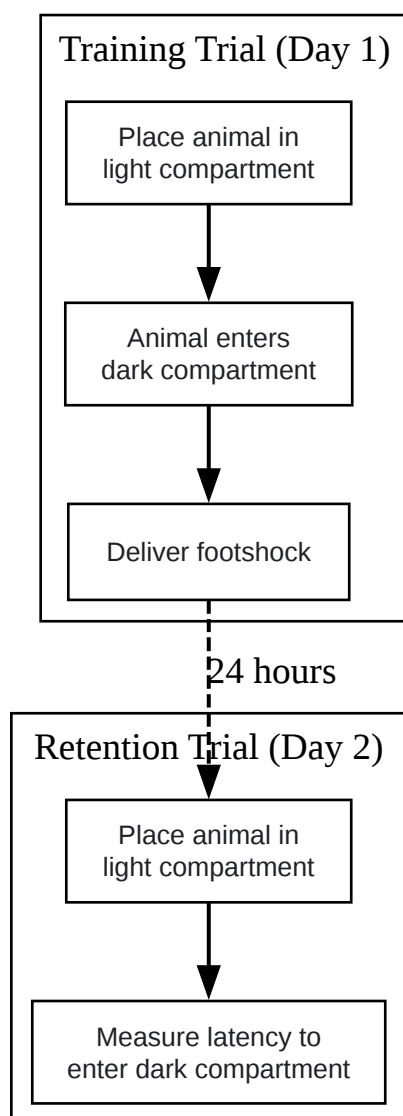 Training Trial (Day 1)
Place animal in
light compartment
Animal enters
dark compartment
Deliver footshock
24 hours
Retention Trial (Day 2)
Place animal in
light compartment
Measure latency to
enter dark compartment